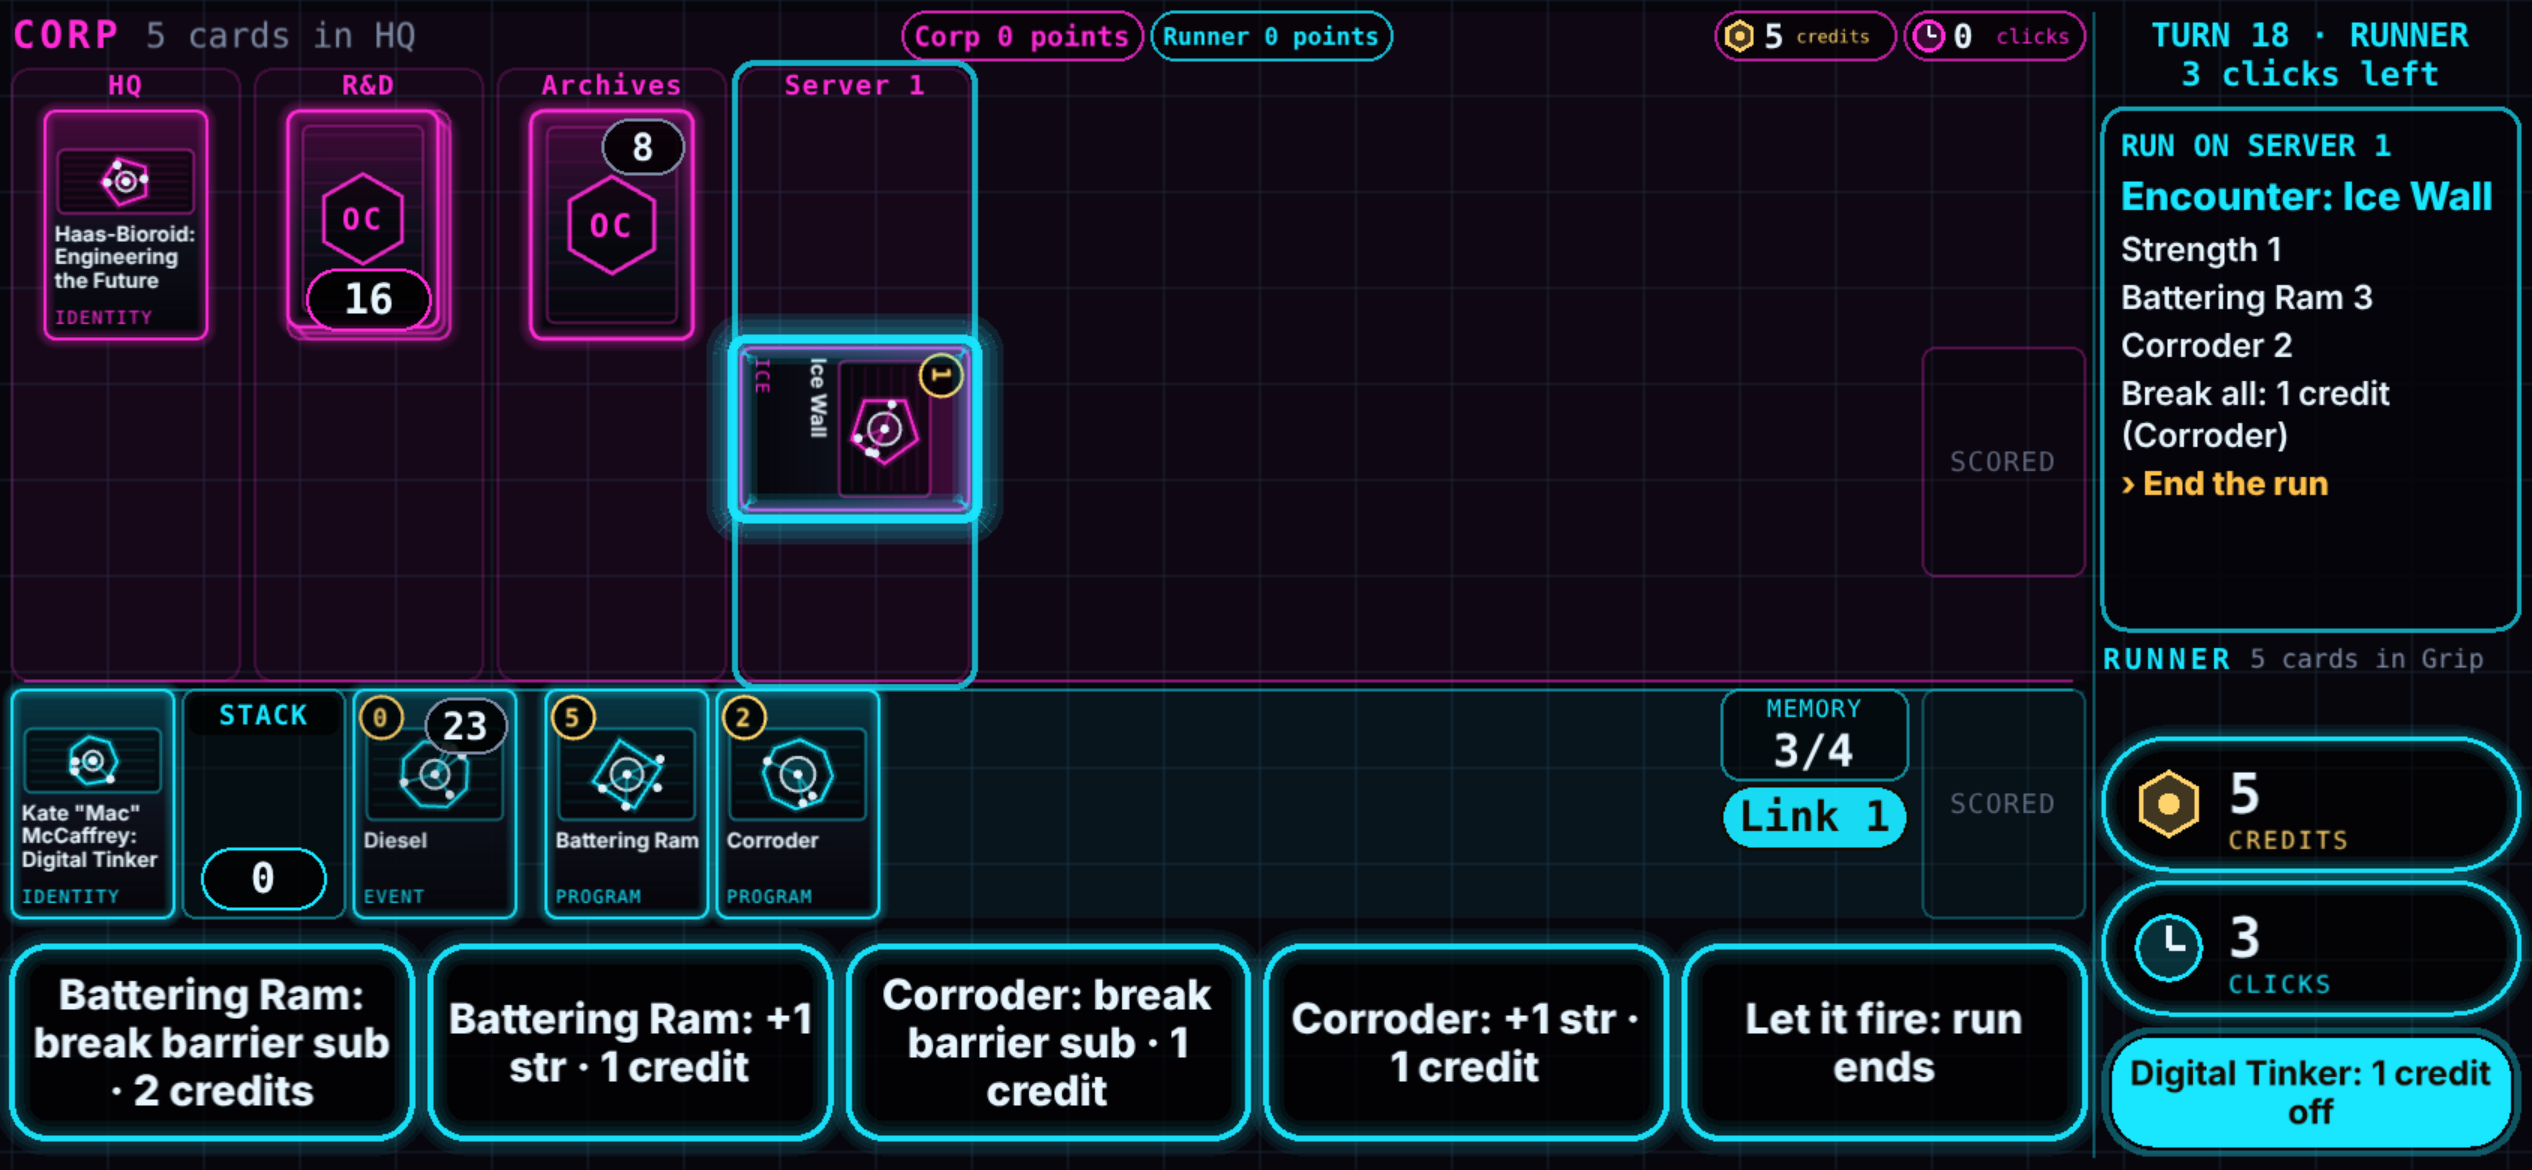 CORP 5 cards in HQ
Corp 0 points
Runner 0 points
5 credits
0 clicks
TURN 18 · RUNNER
3 clicks left
HQ
R&D
Archives
Server 1
Haas-Bioroid:
Engineering
the Future
IDENTITY
OC
16
8
OC
1
Ice Wall
ICE
SCORED
RUN ON SERVER 1
Encounter: Ice Wall
Strength 1
Battering Ram 3
Corroder 2
Break all: 1 credit
(Corroder)
› End the run
RUNNER 5 cards in Grip
Kate "Mac"
McCaffrey:
Digital Tinker
IDENTITY
STACK
0
0
23
Diesel
EVENT
5
Battering Ram
PROGRAM
2
Corroder
PROGRAM
MEMORY
3/4
Link 1
SCORED
5
CREDITS
3
CLICKS
Battering Ram:
break barrier sub
· 2 credits
Battering Ram: +1
str · 1 credit
Corroder: break
barrier sub · 1
credit
Corroder: +1 str ·
1 credit
Let it fire: run
ends
Digital Tinker: 1 credit
off